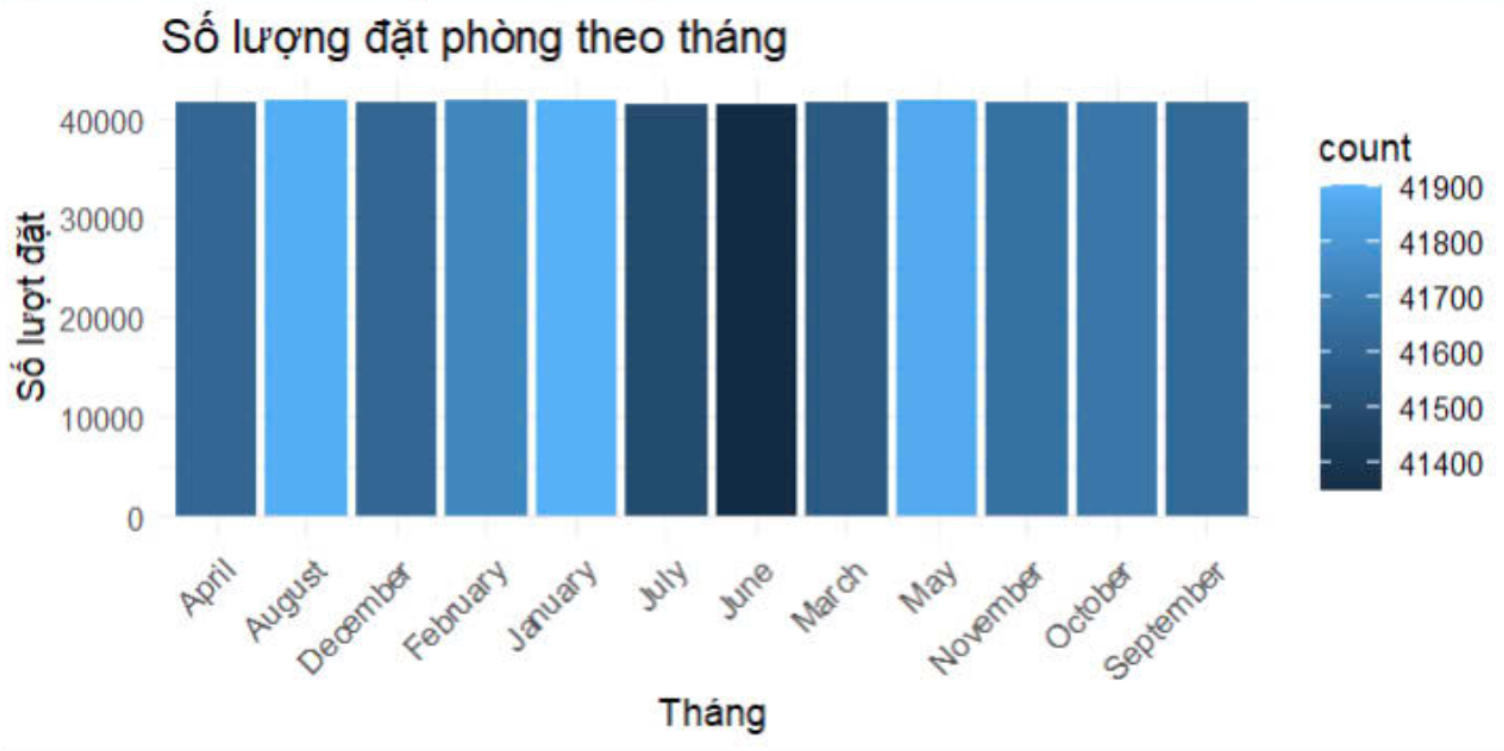 Số lượng đặt phòng theo tháng
Số lượt đặt
40000
30000
20000
10000
0
April
August
December
February
January
July
June
March
May
November
October
September
Tháng
count
41900
41800
41700
41600
41500
41400